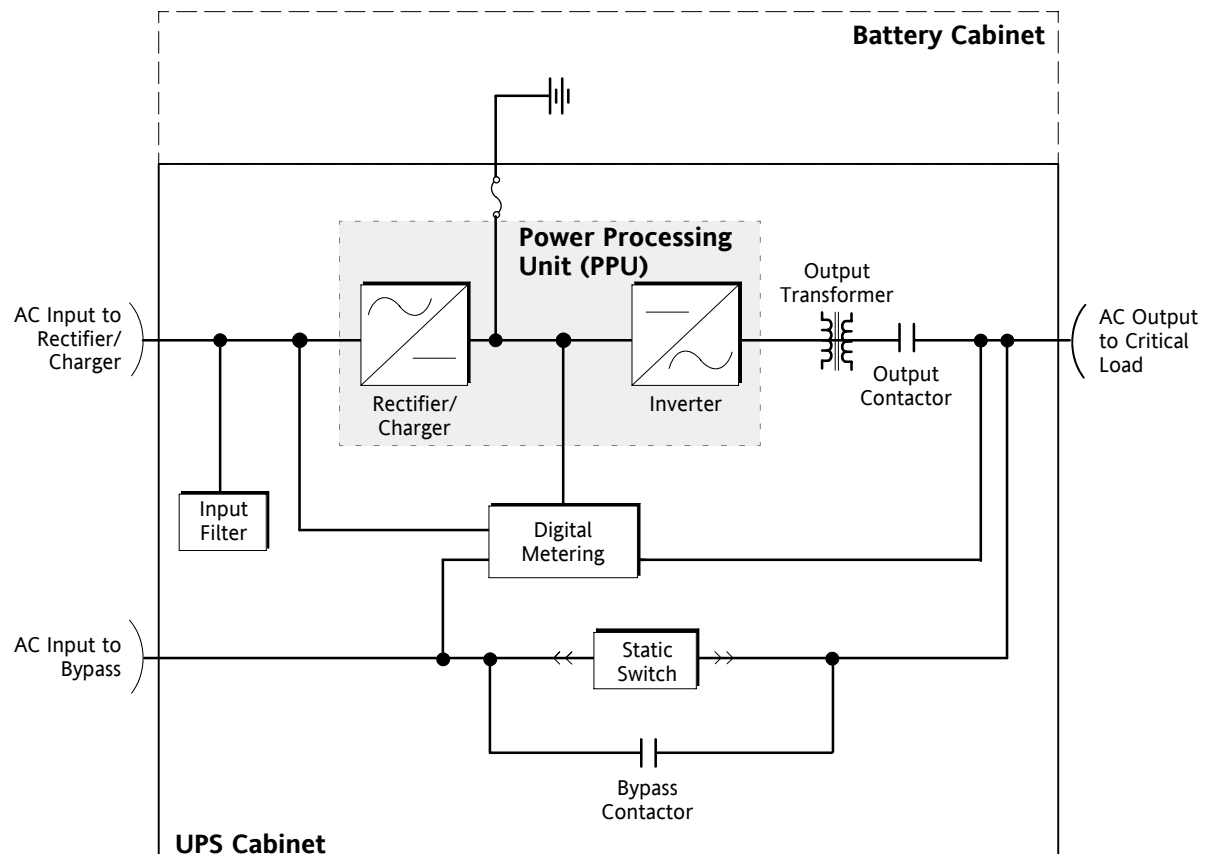 Battery Cabinet
Power Processing
Unit (PPU)
Output
Transformer
AC Input to
Rectifier/
Charger
AC Output
to Critical
Load
Output
Contactor
Rectifier/
Charger
Inverter
Input
Filter
Digital
Metering
AC Input to
Bypass
Static
Switch
Bypass
Contactor
UPS Cabinet